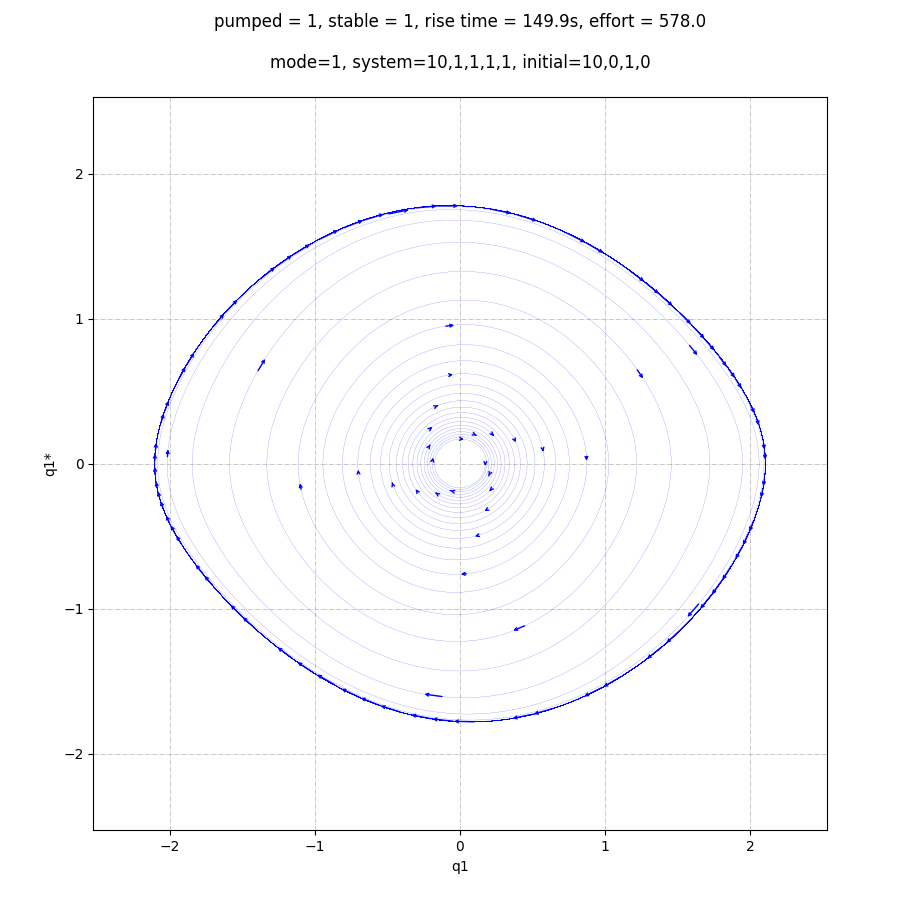 pumped = 1, stable = 1, rise time = 149.9s, effort = 578.0
mode=1, system=10,1,1,1,1, initial=10,0,1,0
2
1
0
−1
−2
q1*
−2
−1
0
1
2
q1